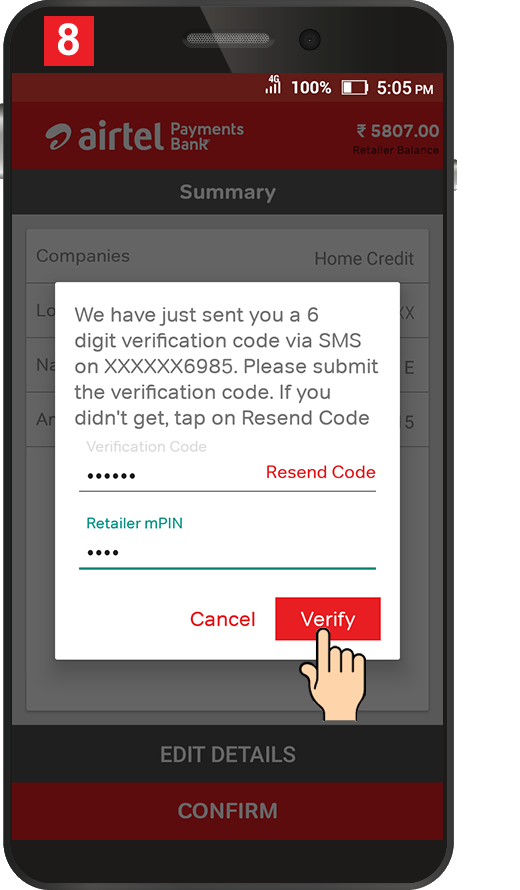 8
4G 100% 5:05 PM
airtel Payments Bank
₹ 5807.00
Retailer Balance
Summary
Companies Home Credit
Lo XX
Na E
An 5
We have just sent you a 6
digit verification code via SMS
on XXXXXX6985. Please submit
the verification code. If you
didn't get, tap on Resend Code
Verification Code
•••••• Resend Code
Retailer mPIN
••••
Cancel Verify
EDIT DETAILS
CONFIRM